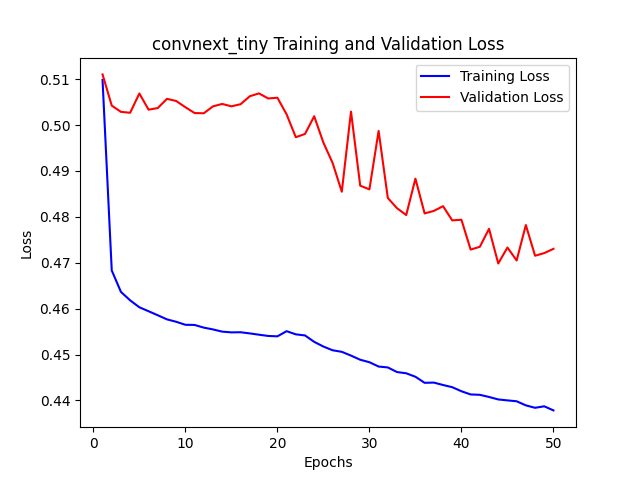 convnext_tiny Training and Validation Loss
Training Loss
Validation Loss
0.51
0.50
0.49
0.48
0.47
0.46
0.45
0.44
Loss
0
10
20
30
40
50
Epochs